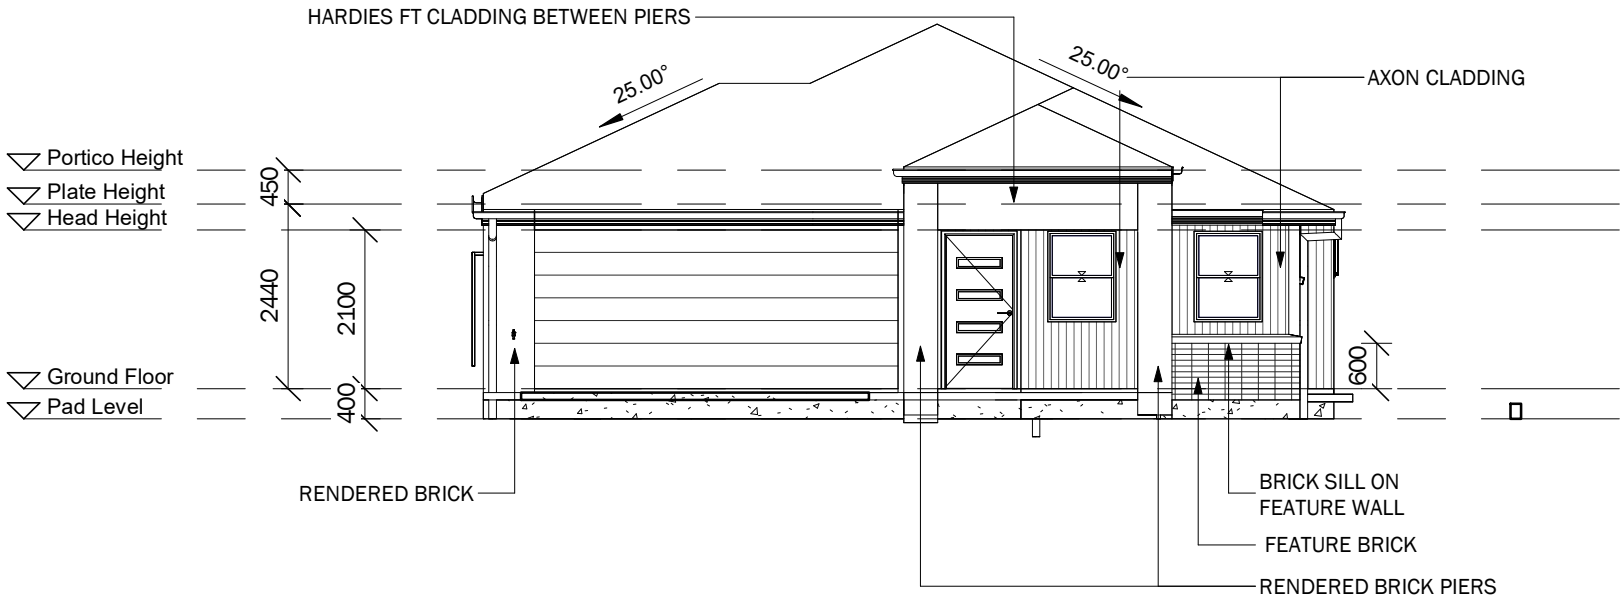 HARDIES FT CLADDING BETWEEN PIERS
25.00°
25.00°
AXON CLADDING
Portico Height
Plate Height
Head Height
450
2440
2100
600
Ground Floor
Pad Level
400
RENDERED BRICK
BRICK SILL ON
FEATURE WALL
FEATURE BRICK
RENDERED BRICK PIERS